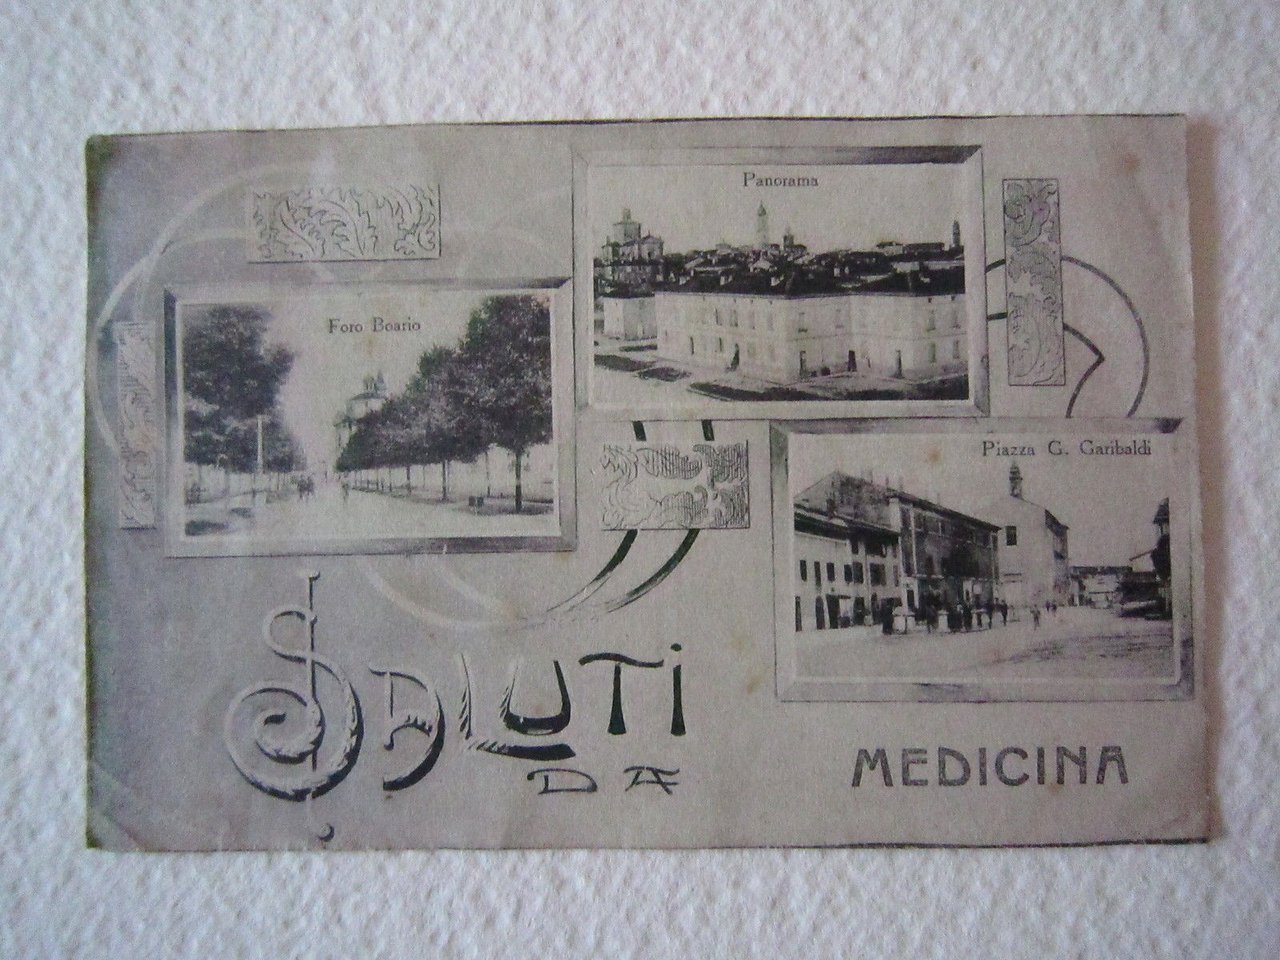 Panorama
Foro Boario
Piazza G. Garibaldi
SALUTI
DA
MEDICINA